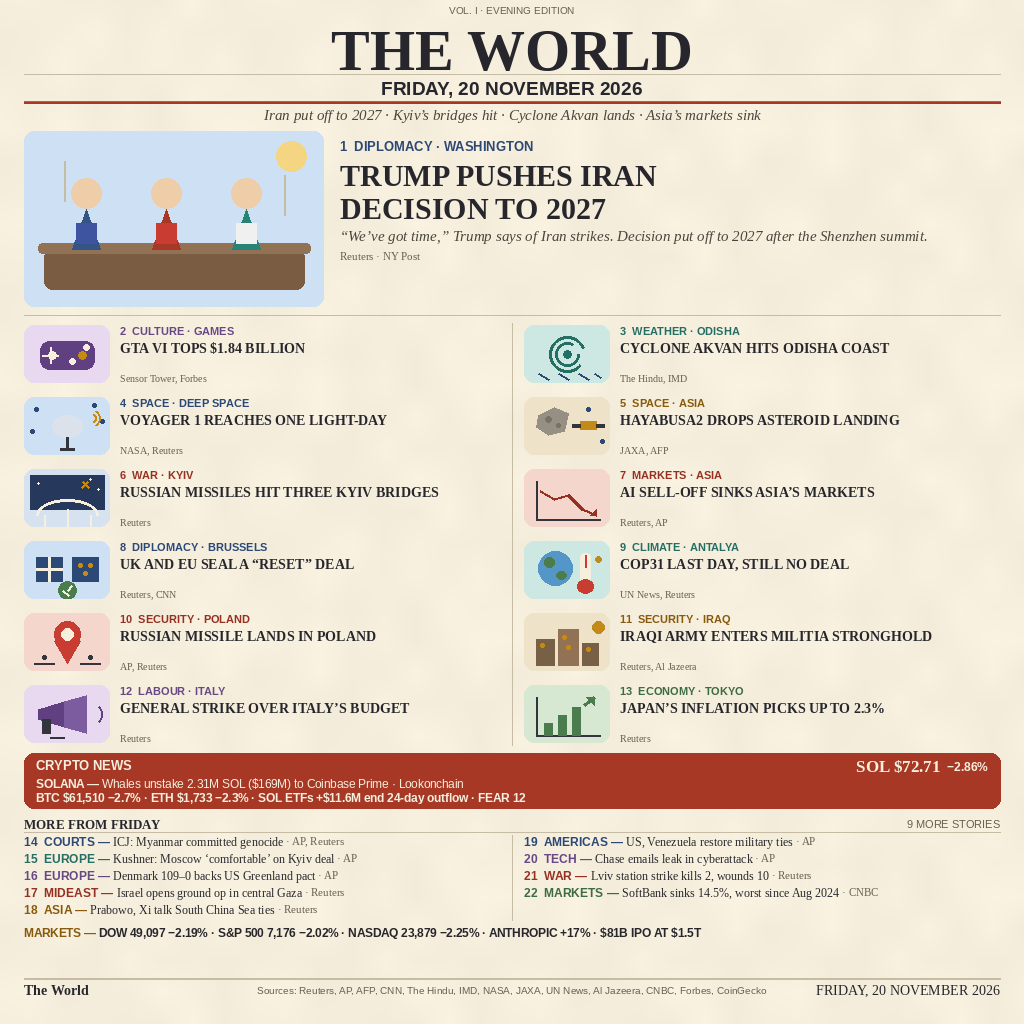 VOL. I · EVENING EDITION
THE WORLD
FRIDAY, 20 NOVEMBER 2026
Iran put off to 2027 · Kyiv’s bridges hit · Cyclone Akvan lands · Asia’s markets sink
1 DIPLOMACY · WASHINGTON
TRUMP PUSHES IRAN
DECISION TO 2027
“We’ve got time,” Trump says of Iran strikes. Decision put off to 2027 after the Shenzhen summit.
Reuters · NY Post
2 CULTURE · GAMES
GTA VI TOPS $1.84 BILLION
Sensor Tower, Forbes
3 WEATHER · ODISHA
CYCLONE AKVAN HITS ODISHA COAST
The Hindu, IMD
4 SPACE · DEEP SPACE
VOYAGER 1 REACHES ONE LIGHT-DAY
NASA, Reuters
5 SPACE · ASIA
HAYABUSA2 DROPS ASTEROID LANDING
JAXA, AFP
6 WAR · KYIV
RUSSIAN MISSILES HIT THREE KYIV BRIDGES
Reuters
7 MARKETS · ASIA
AI SELL-OFF SINKS ASIA’S MARKETS
Reuters, AP
8 DIPLOMACY · BRUSSELS
UK AND EU SEAL A “RESET” DEAL
Reuters, CNN
9 CLIMATE · ANTALYA
COP31 LAST DAY, STILL NO DEAL
UN News, Reuters
10 SECURITY · POLAND
RUSSIAN MISSILE LANDS IN POLAND
AP, Reuters
11 SECURITY · IRAQ
IRAQI ARMY ENTERS MILITIA STRONGHOLD
Reuters, Al Jazeera
12 LABOUR · ITALY
GENERAL STRIKE OVER ITALY’S BUDGET
Reuters
13 ECONOMY · TOKYO
JAPAN’S INFLATION PICKS UP TO 2.3%
Reuters
CRYPTO NEWS
SOL $72.71 −2.86%
SOLANA — Whales unstake 2.31M SOL ($169M) to Coinbase Prime · Lookonchain
BTC $61,510 −2.7% · ETH $1,733 −2.3% · SOL ETFs +$11.6M end 24-day outflow · FEAR 12
MORE FROM FRIDAY
9 MORE STORIES
14 COURTS — ICJ: Myanmar committed genocide · AP, Reuters
15 EUROPE — Kushner: Moscow ‘comfortable’ on Kyiv deal · AP
16 EUROPE — Denmark 109–0 backs US Greenland pact · AP
17 MIDEAST — Israel opens ground op in central Gaza · Reuters
18 ASIA — Prabowo, Xi talk South China Sea ties · Reuters
19 AMERICAS — US, Venezuela restore military ties · AP
20 TECH — Chase emails leak in cyberattack · AP
21 WAR — Lviv station strike kills 2, wounds 10 · Reuters
22 MARKETS — SoftBank sinks 14.5%, worst since Aug 2024 · CNBC
MARKETS — DOW 49,097 −2.19% · S&P 500 7,176 −2.02% · NASDAQ 23,879 −2.25% · ANTHROPIC +17% · $81B IPO AT $1.5T
The World
Sources: Reuters, AP, AFP, CNN, The Hindu, IMD, NASA, JAXA, UN News, Al Jazeera, CNBC, Forbes, CoinGecko
FRIDAY, 20 NOVEMBER 2026